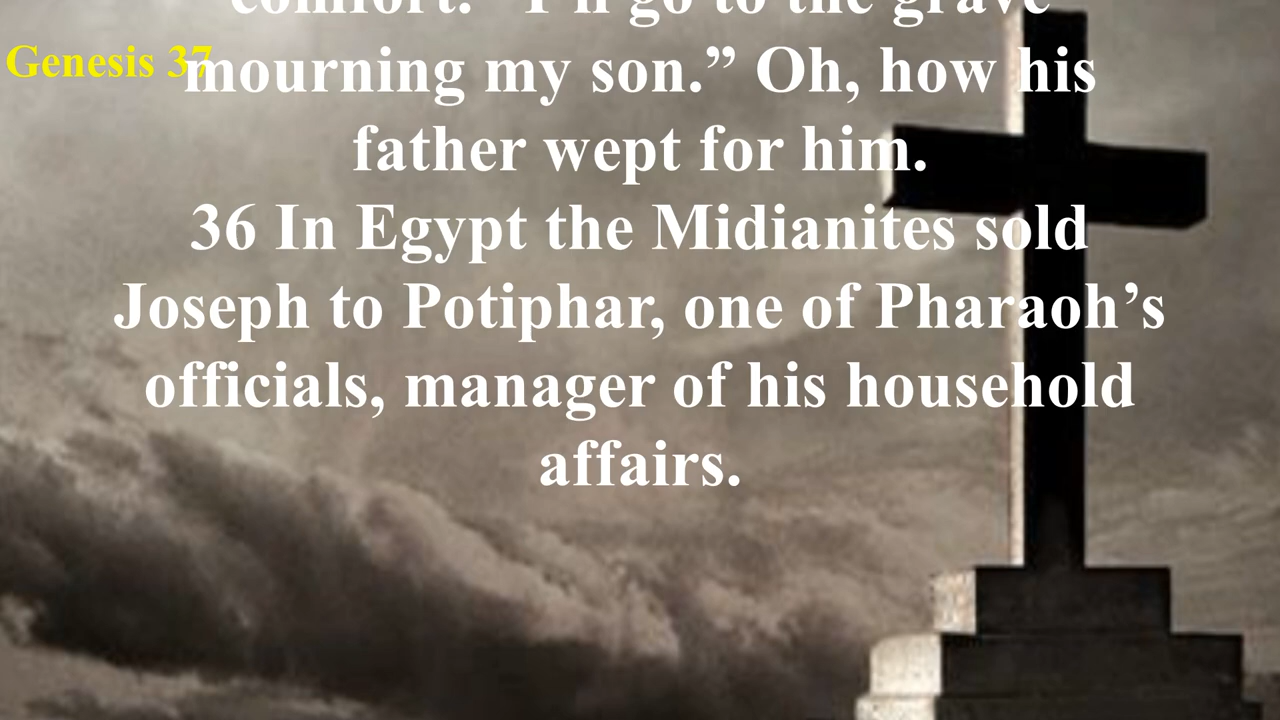 comfort. “I’ll go to the grave
Genesis 37
mourning my son.” Oh, how his
father wept for him.
36 In Egypt the Midianites sold
Joseph to Potiphar, one of Pharaoh’s
officials, manager of his household
affairs.